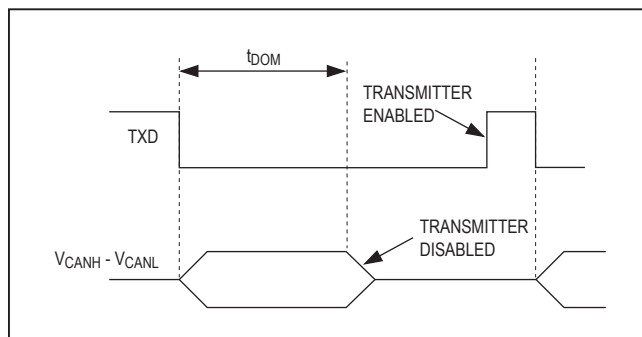 tDOM
TRANSMITTER
ENABLED
TXD
TRANSMITTER
DISABLED
VCANH - VCANL